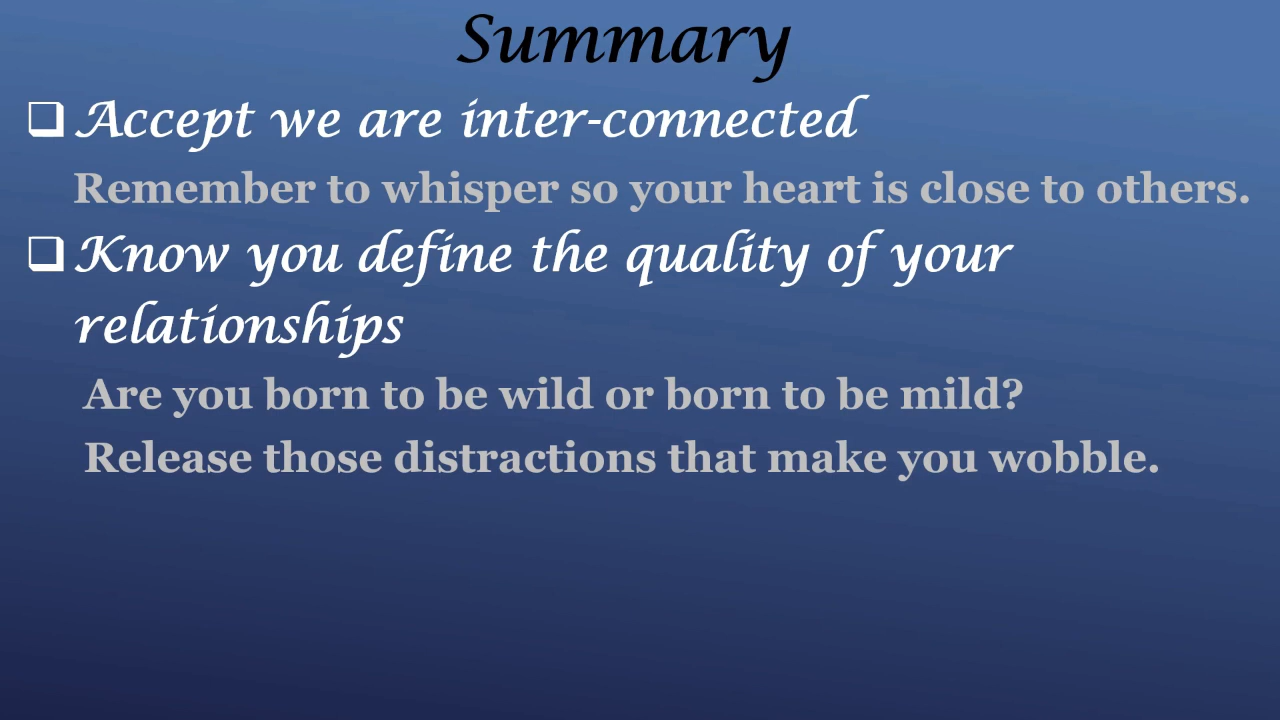 Summary
❑ Accept we are inter-connected
Remember to whisper so your heart is close to others.
❑ Know you define the quality of your
relationships
Are you born to be wild or born to be mild?
Release those distractions that make you wobble.